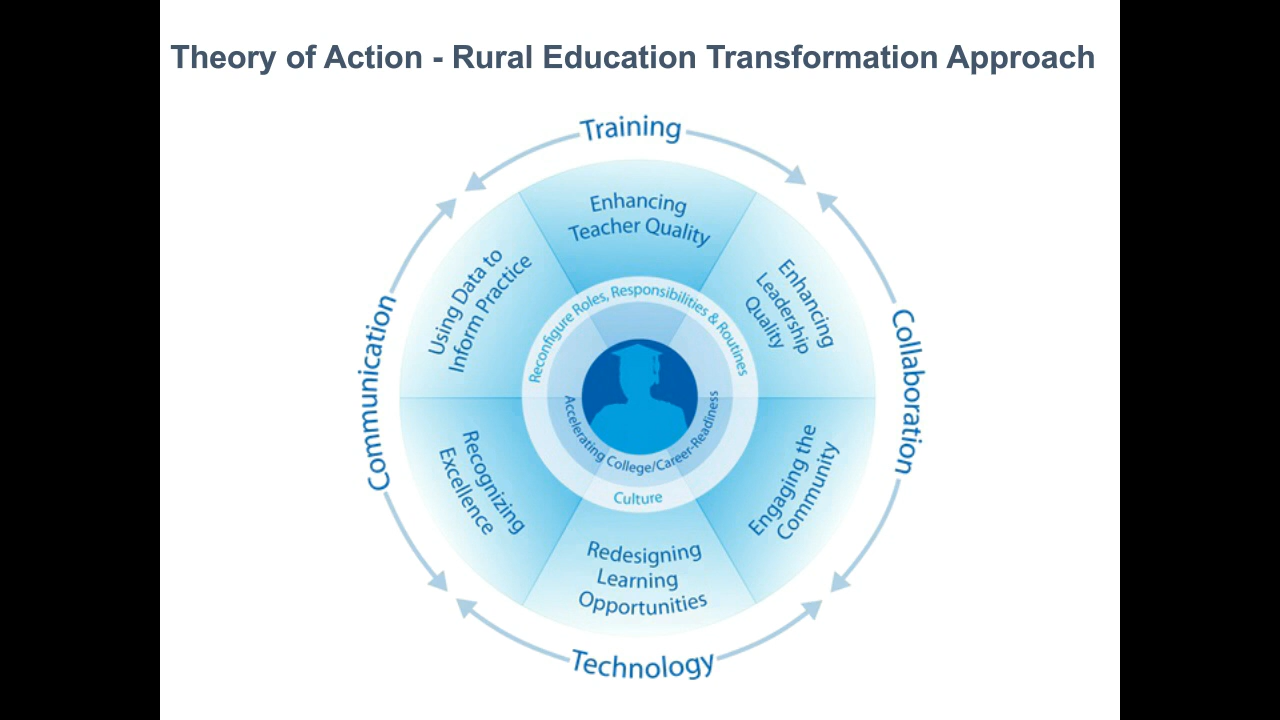 Theory of Action - Rural Education Transformation Approach
Training
Enhancing
Teacher Quality
Using Data to
Inform Practice
Enhancing
Leadership
Quality
Reconfigure Roles, Responsibilities & Routines
Communication
Collaboration
Accelerating College/Career-Readiness
Culture
Recognizing
Excellence
Engaging the
Community
Redesigning
Learning
Opportunities
Technology